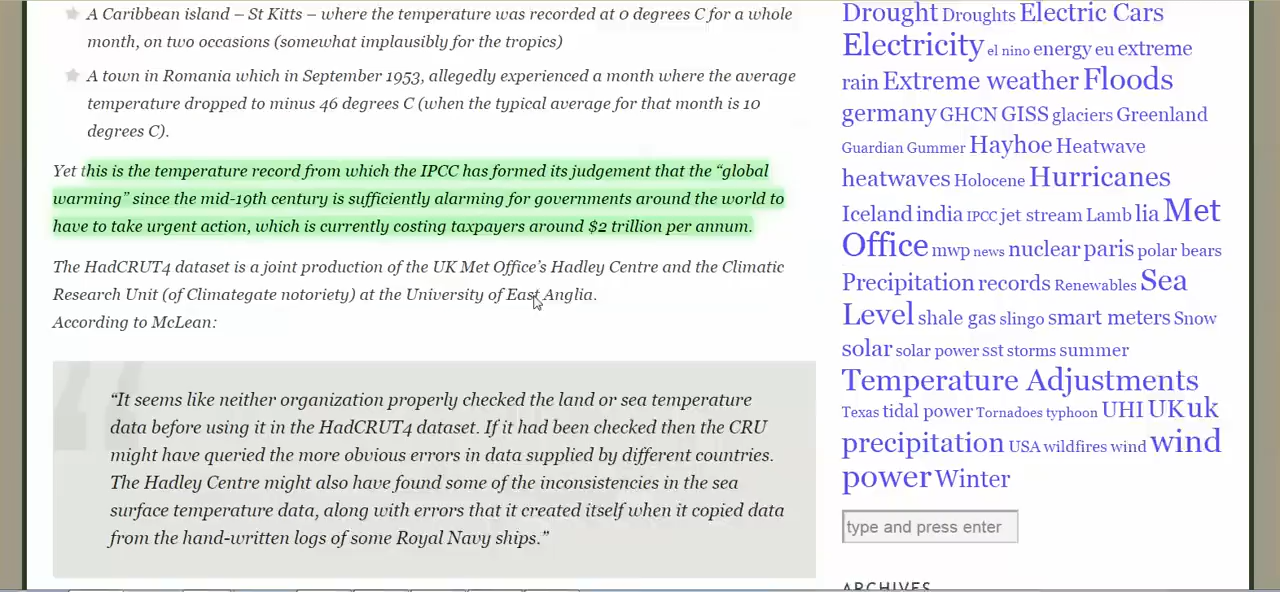 A Caribbean island – St Kitts – where the temperature was recorded at 0 degrees C for a whole
month, on two occasions (somewhat implausibly for the tropics)
A town in Romania which in September 1953, allegedly experienced a month where the average
temperature dropped to minus 46 degrees C (when the typical average for that month is 10
degrees C).
Yet this is the temperature record from which the IPCC has formed its judgement that the “global
warming” since the mid-19th century is sufficiently alarming for governments around the world to
have to take urgent action, which is currently costing taxpayers around $2 trillion per annum.
The HadCRUT4 dataset is a joint production of the UK Met Office’s Hadley Centre and the Climatic
Research Unit (of Climategate notoriety) at the University of East Anglia.
According to McLean:
“It seems like neither organization properly checked the land or sea temperature
data before using it in the HadCRUT4 dataset. If it had been checked then the CRU
might have queried the more obvious errors in data supplied by different countries.
The Hadley Centre might also have found some of the inconsistencies in the sea
surface temperature data, along with errors that it created itself when it copied data
from the hand-written logs of some Royal Navy ships.”
Drought Droughts Electric Cars
Electricity el nino energy eu extreme
rain Extreme weather Floods
germany GHCN GISS glaciers Greenland
Guardian Gummer Hayhoe Heatwave
heatwaves Holocene Hurricanes
Iceland india IPCC jet stream Lamb lia Met
Office mwp news nuclear paris polar bears
Precipitation records Renewables Sea
Level shale gas slingo smart meters Snow
solar solar power sst storms summer
Temperature Adjustments
Texas tidal power Tornadoes typhoon UHI UK uk
precipitation USA wildfires wind wind
power Winter
type and press enter
ARCHIVES